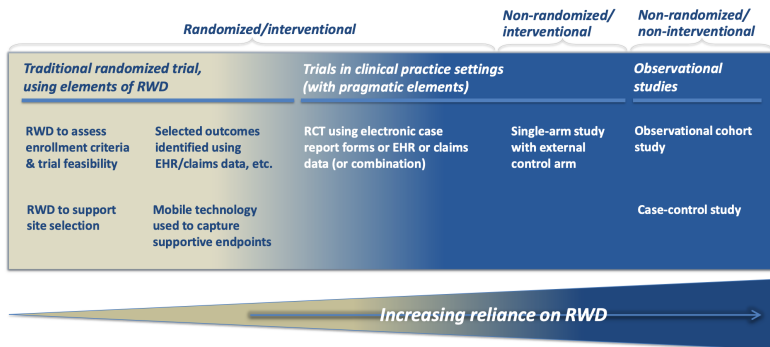 Randomized/interventional
Non-randomized/
interventional
Non-randomized/
non-interventional
Traditional randomized trial,
using elements of RWD
Trials in clinical practice settings
(with pragmatic elements)
Observational
studies
RWD to assess
enrollment criteria
& trial feasibility
Selected outcomes
identified using
EHR/claims data, etc.
RCT using electronic case
report forms or EHR or claims
data (or combination)
Single-arm study
with external
control arm
Observational cohort
study
RWD to support
site selection
Mobile technology
used to capture
supportive endpoints
Case-control study
Increasing reliance on RWD